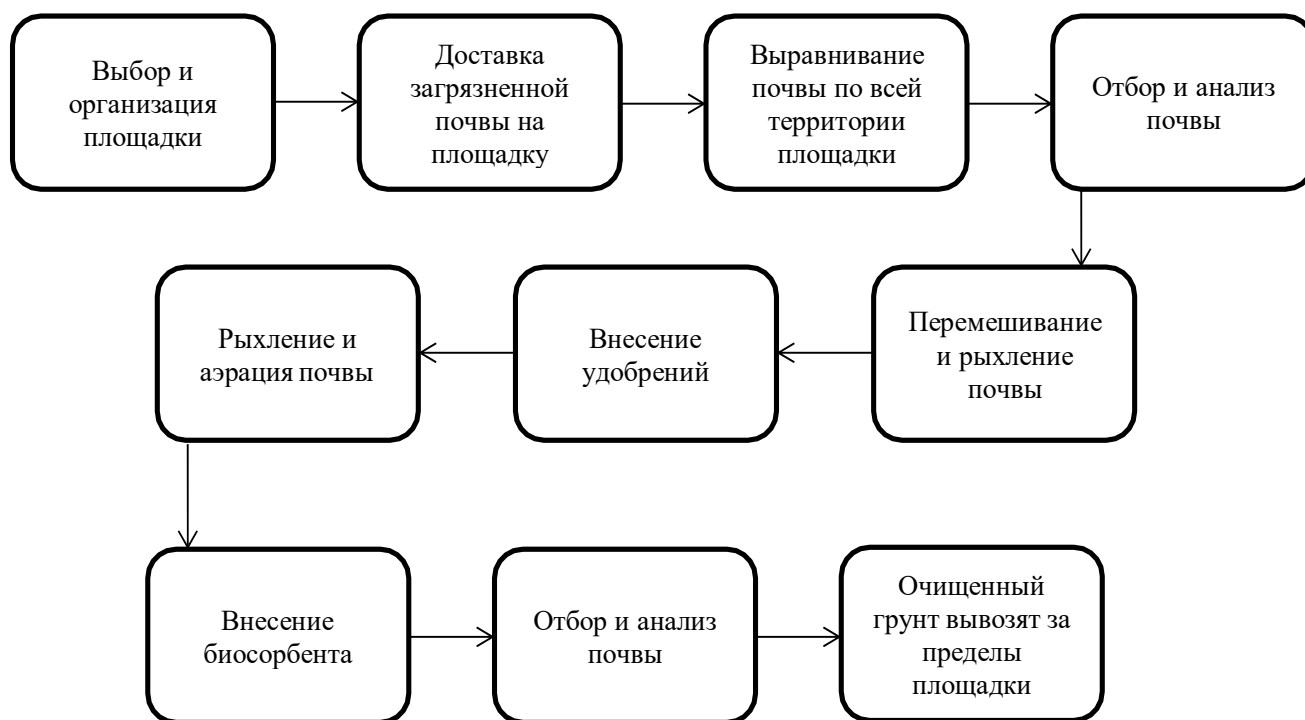 Выбор и
организация
площадки
Доставка
загрязненной
почвы на
площадку
Выравнивание
почвы по всей
территории
площадки
Отбор и анализ
почвы
Перемешивание
и рыхление
почвы
Внесение
удобрений
Рыхление и
аэрация почвы
Внесение
биосорбента
Отбор и анализ
почвы
Очищенный
грунт вывозят за
пределы
площадки